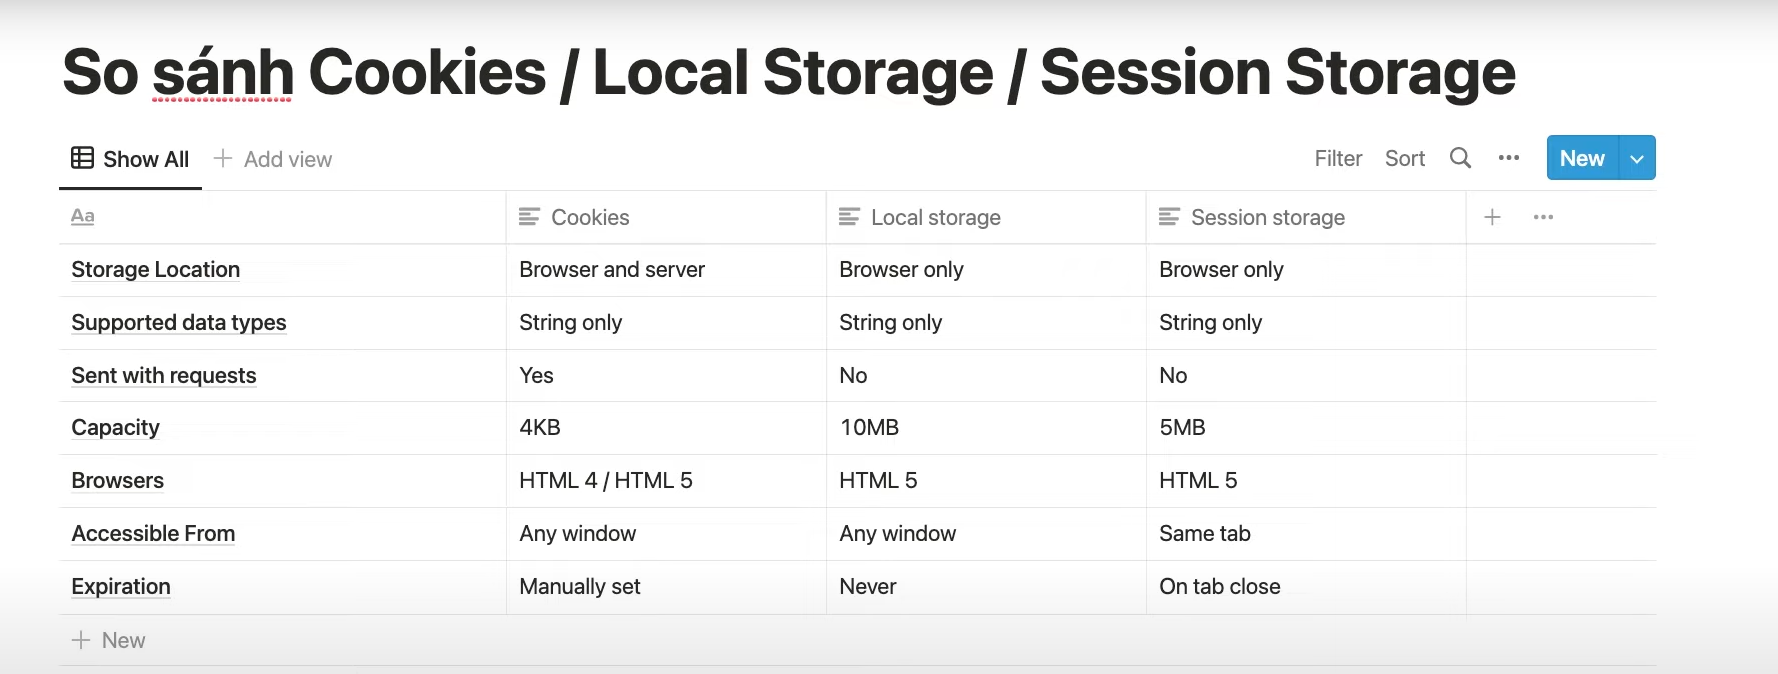 So sánh Cookies / Local Storage / Session Storage
Show All + Add view Filter Sort ••• New
Aa Cookies Local storage Session storage + •••
Storage Location Browser and server Browser only Browser only
Supported data types String only String only String only
Sent with requests Yes No No
Capacity 4KB 10MB 5MB
Browsers HTML 4 / HTML 5 HTML 5 HTML 5
Accessible From Any window Any window Same tab
Expiration Manually set Never On tab close
+ New